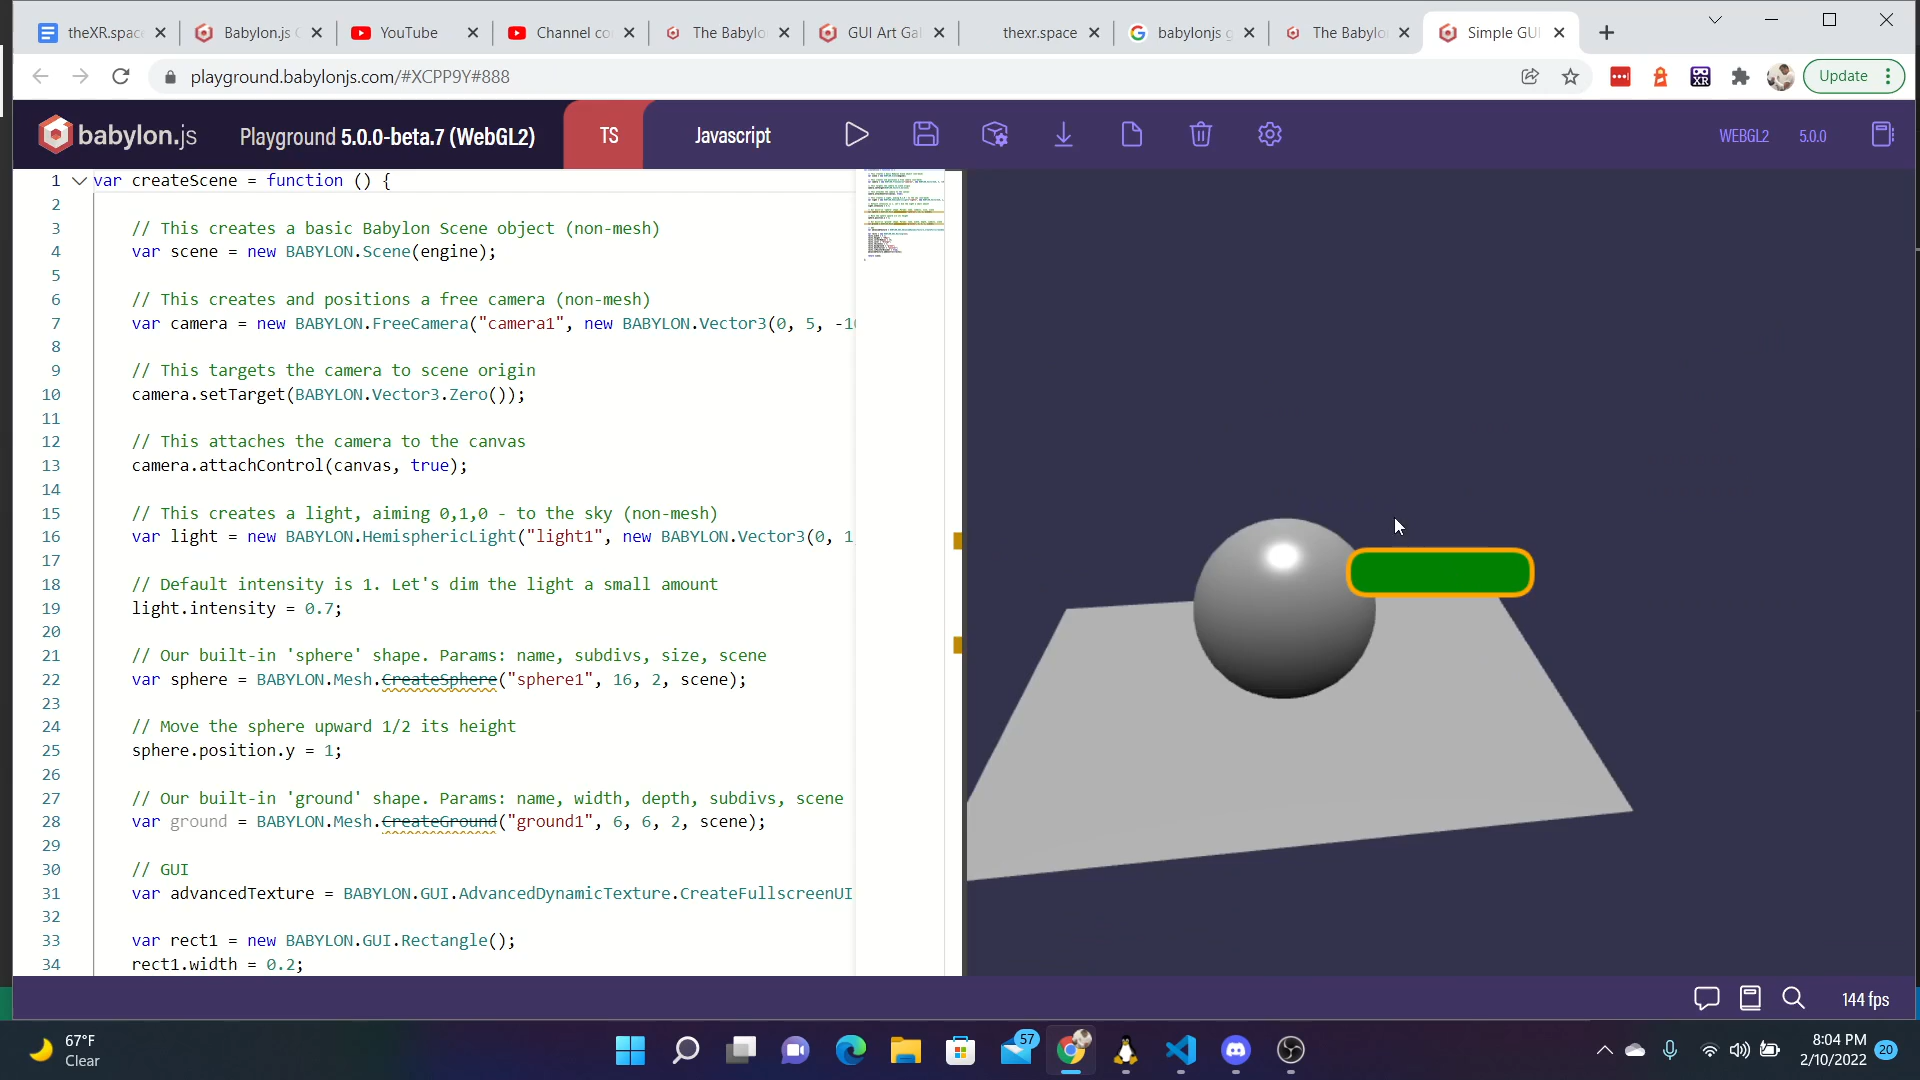 theXR.spac
Babylon.js
YouTube
Channel co
The Babylo
GUI Art Gal
thexr.space
babylonjs g
The Babylo
Simple GUI
playground.babylonjs.com/#XCPP9Y#888
Update
babylon.js
Playground 5.0.0-beta.7 (WebGL2)
TS
Javascript
WEBGL2
5.0.0
1 var createScene = function () {
2
3 // This creates a basic Babylon Scene object (non-mesh)
4 var scene = new BABYLON.Scene(engine);
5
6 // This creates and positions a free camera (non-mesh)
7 var camera = new BABYLON.FreeCamera("camera1", new BABYLON.Vector3(0, 5, -10
8
9 // This targets the camera to scene origin
10 camera.setTarget(BABYLON.Vector3.Zero());
11
12 // This attaches the camera to the canvas
13 camera.attachControl(canvas, true);
14
15 // This creates a light, aiming 0,1,0 - to the sky (non-mesh)
16 var light = new BABYLON.HemisphericLight("light1", new BABYLON.Vector3(0, 1
17
18 // Default intensity is 1. Let's dim the light a small amount
19 light.intensity = 0.7;
20
21 // Our built-in 'sphere' shape. Params: name, subdivs, size, scene
22 var sphere = BABYLON.Mesh.CreateSphere("sphere1", 16, 2, scene);
23
24 // Move the sphere upward 1/2 its height
25 sphere.position.y = 1;
26
27 // Our built-in 'ground' shape. Params: name, width, depth, subdivs, scene
28 var ground = BABYLON.Mesh.CreateGround("ground1", 6, 6, 2, scene);
29
30 // GUI
31 var advancedTexture = BABYLON.GUI.AdvancedDynamicTexture.CreateFullscreenUI
32
33 var rect1 = new BABYLON.GUI.Rectangle();
34 rect1.width = 0.2;
144 fps
67°F
Clear
57
8:04 PM
2/10/2022
20